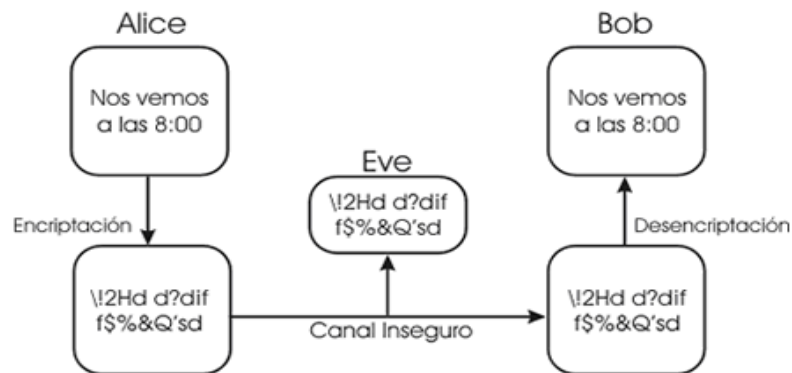 Alice
Bob
Nos vemos
a las 8:00
Nos vemos
a las 8:00
Eve
\!2Hd d?dif
f$%&Q'sd
Encriptación
Desencriptación
\!2Hd d?dif
f$%&Q'sd
\!2Hd d?dif
f$%&Q'sd
Canal Inseguro